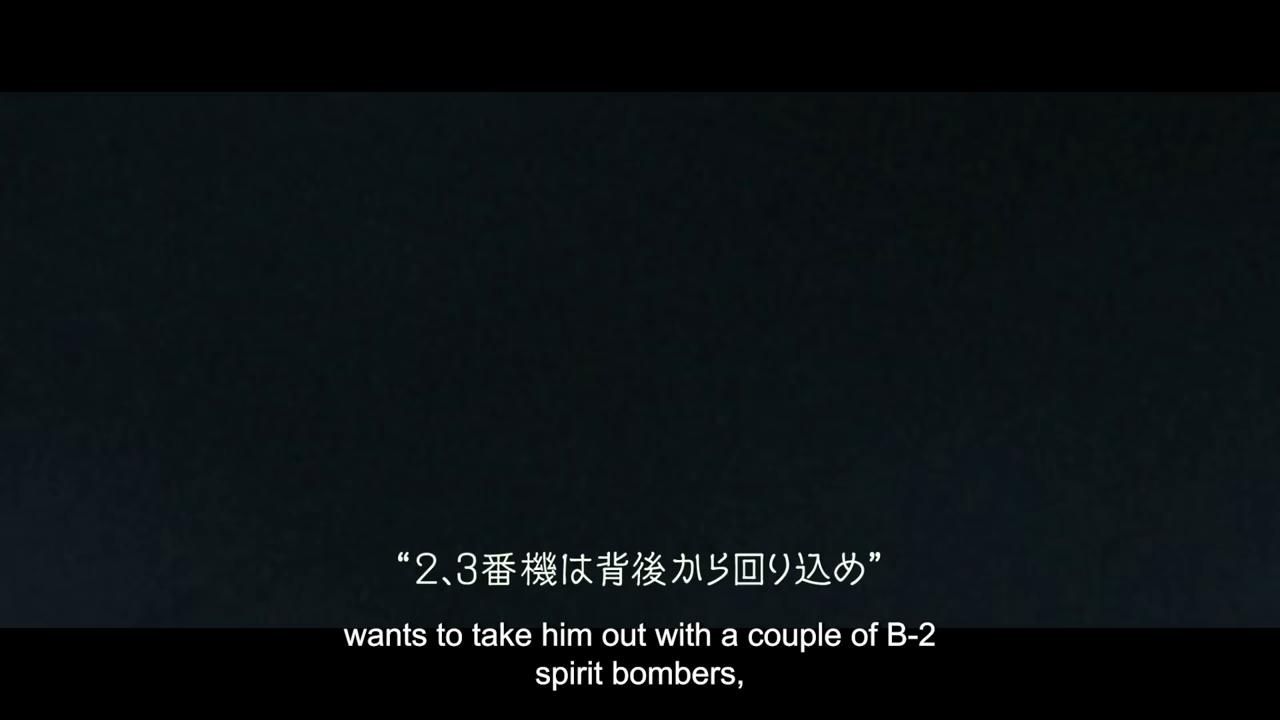 “2、3番機は背後から回り込め”
wants to take him out with a couple of B-2
spirit bombers,